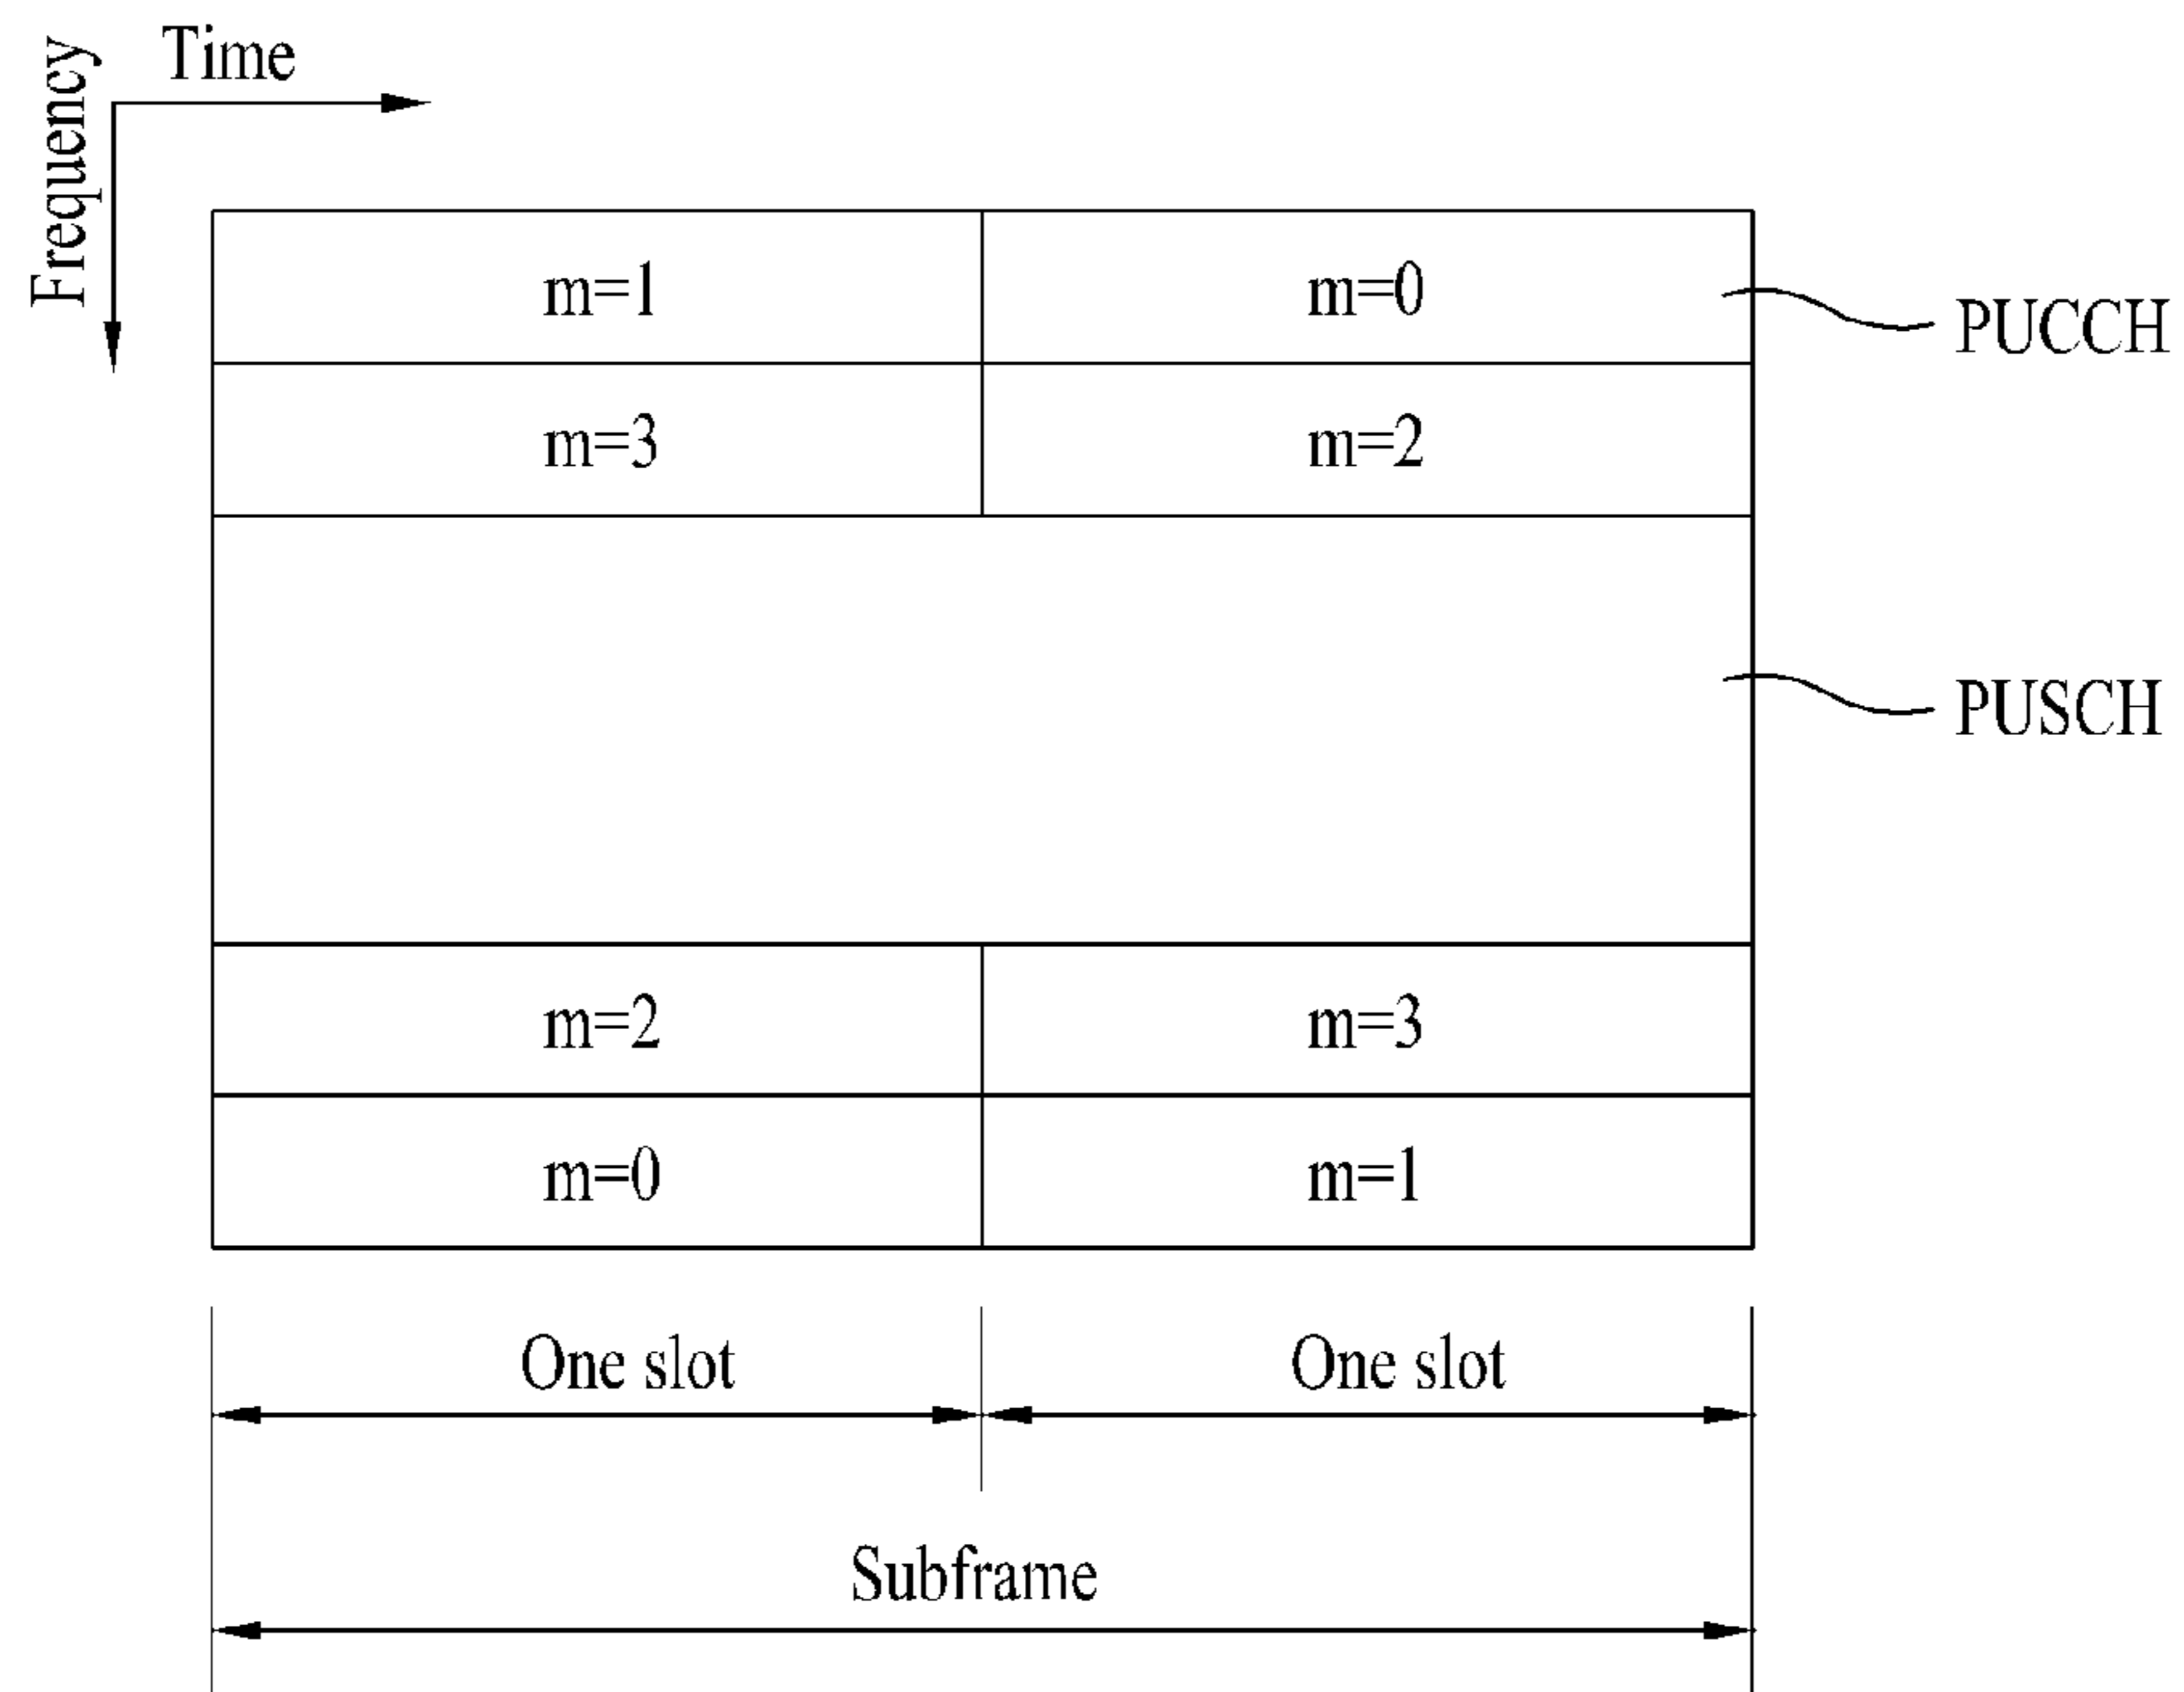 Time
Frequency
m=1 m=0
PUCCH
m=3 m=2
PUSCH
m=2 m=3
m=0 m=1
One slot One slot
Subframe